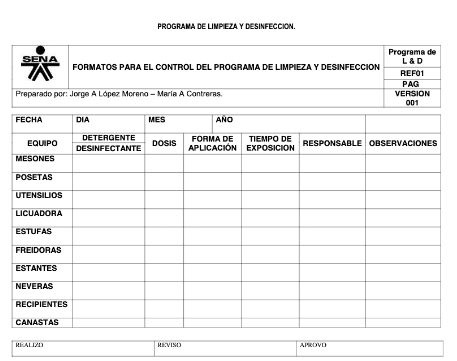 PROGRAMA DE LIMPIEZA Y DESINFECCION.
SENA
FORMATOS PARA EL CONTROL DEL PROGRAMA DE LIMPIEZA Y DESINFECCION
Programa de
L & D
REF01
PAG
Preparado por: Jorge A López Moreno – María A Contreras.
VERSION
001
FECHA DIA MES AÑO
EQUIPO
DETERGENTE
DESINFECTANTE
DOSIS
FORMA DE
APLICACIÓN
TIEMPO DE
EXPOSICION
RESPONSABLE
OBSERVACIONES
MESONES
POSETAS
UTENSILIOS
LICUADORA
ESTUFAS
FREIDORAS
ESTANTES
NEVERAS
RECIPIENTES
CANASTAS
REALIZO REVISO APROVO